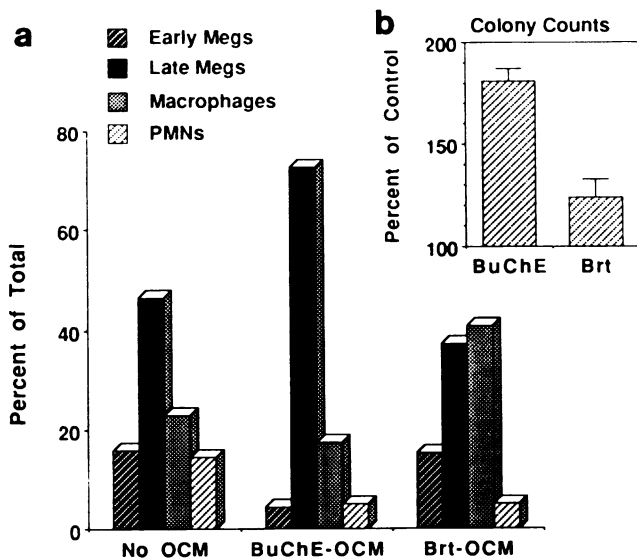 a
Early Megs
Late Megs
Macrophages
PMNs
80
60
40
20
0
Percent of Total
No OCM
BuChE-OCM
Brt-OCM
b
Colony Counts
200
150
100
Percent of Control
BuChE
Brt